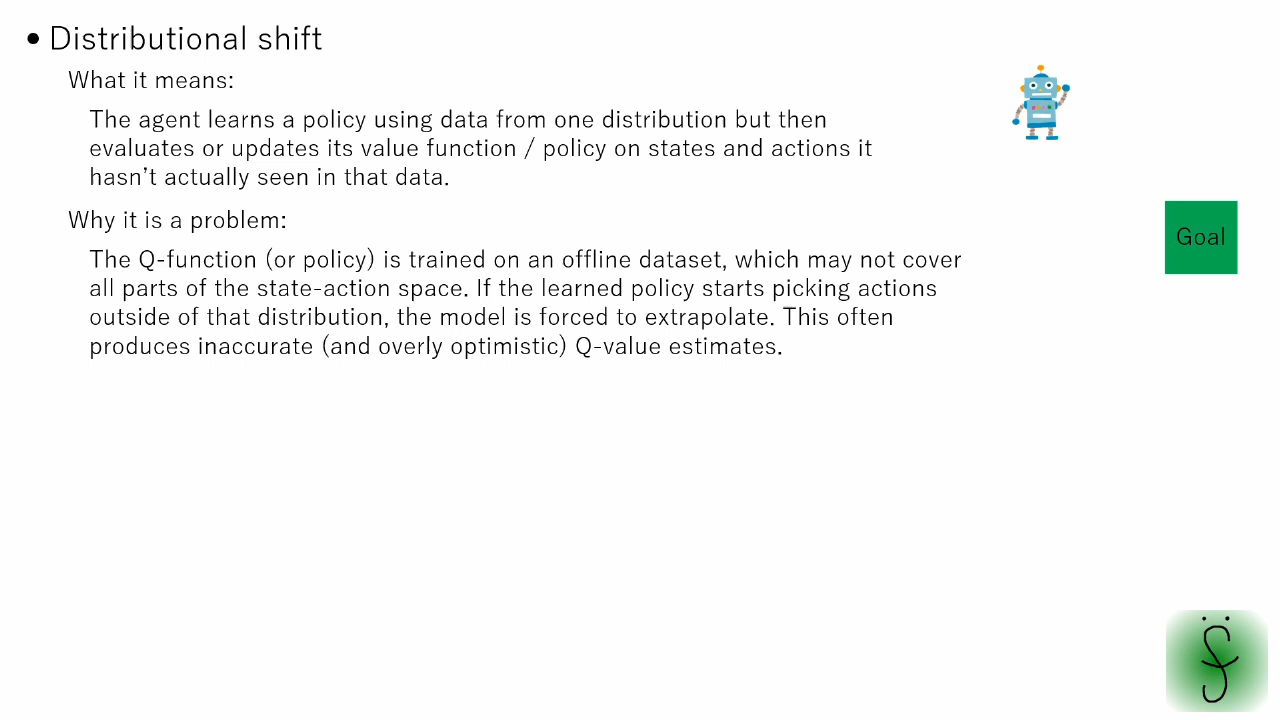 • Distributional shift
What it means:
The agent learns a policy using data from one distribution but then
evaluates or updates its value function / policy on states and actions it
hasn’t actually seen in that data.
Why it is a problem:
The Q-function (or policy) is trained on an offline dataset, which may not cover
all parts of the state-action space. If the learned policy starts picking actions
outside of that distribution, the model is forced to extrapolate. This often
produces inaccurate (and overly optimistic) Q-value estimates.
Goal